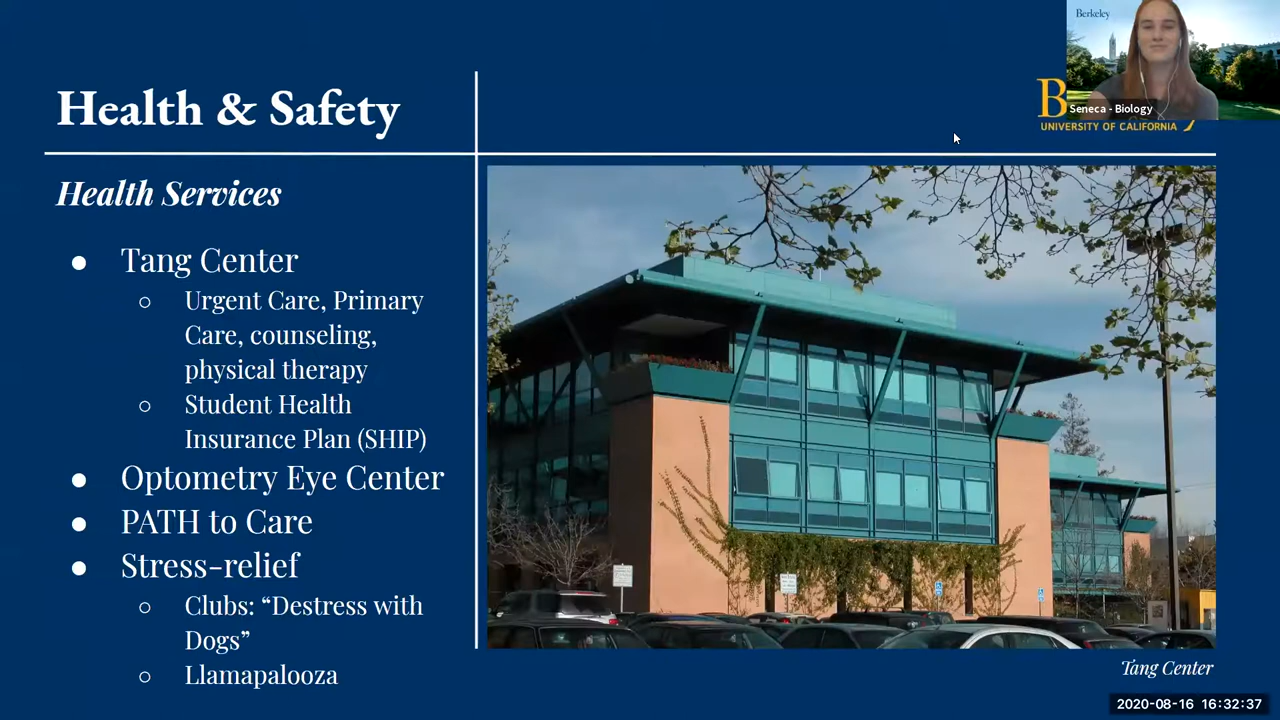 Berkeley
Health & Safety
B
Seneca - Biology
UNIVERSITY OF CALIFORNIA
Health Services
● Tang Center
○ Urgent Care, Primary
Care, counseling,
physical therapy
○ Student Health
Insurance Plan (SHIP)
● Optometry Eye Center
● PATH to Care
● Stress-relief
○ Clubs: “Destress with
Dogs”
○ Llamapalooza
Tang Center
2020-08-16 16:32:37